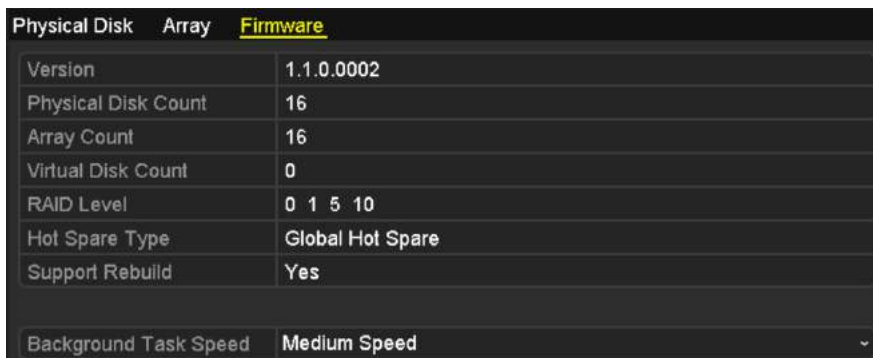 Physical Disk Array Firmware
Version 1.1.0.0002
Physical Disk Count 16
Array Count 16
Virtual Disk Count 0
RAID Level 0 1 5 10
Hot Spare Type Global Hot Spare
Support Rebuild Yes
Background Task Speed Medium Speed